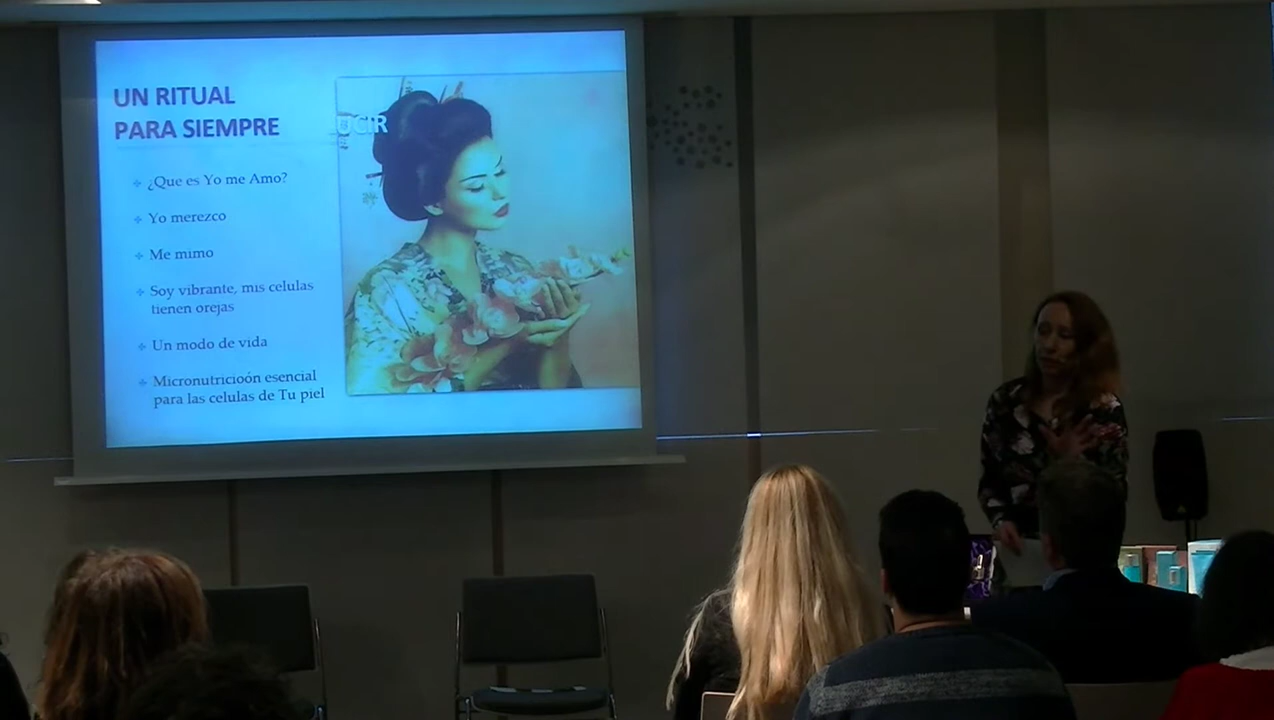 UN RITUAL
PARA SIEMPRE
UCIR
¿Que es Yo me Amo?
Yo merezco
Me mimo
Soy vibrante, mis celulas
tienen orejas
Un modo de vida
Micronutricioón esencial
para las celulas de Tu piel